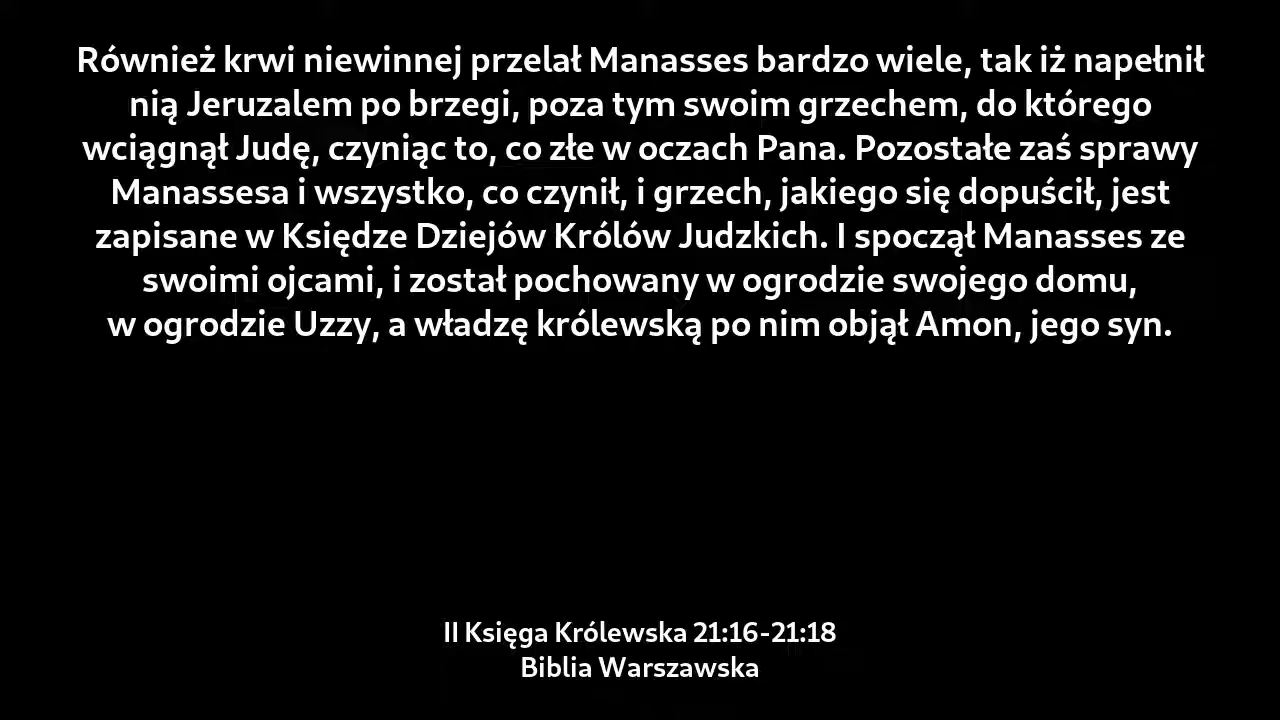 Również krwi niewinnej przelał Manasses bardzo wiele, tak iż napełnił
nią Jeruzalem po brzegi, poza tym swoim grzechem, do którego
wciągnął Judę, czyniąc to, co złe w oczach Pana. Pozostałe zaś sprawy
Manassesa i wszystko, co czynił, i grzech, jakiego się dopuścił, jest
zapisane w Księdze Dziejów Królów Judzkich. I spoczął Manasses ze
swoimi ojcami, i został pochowany w ogrodzie swojego domu,
w ogrodzie Uzzy, a władzę królewską po nim objął Amon, jego syn.
II Księga Królewska 21:16-21:18
Biblia Warszawska